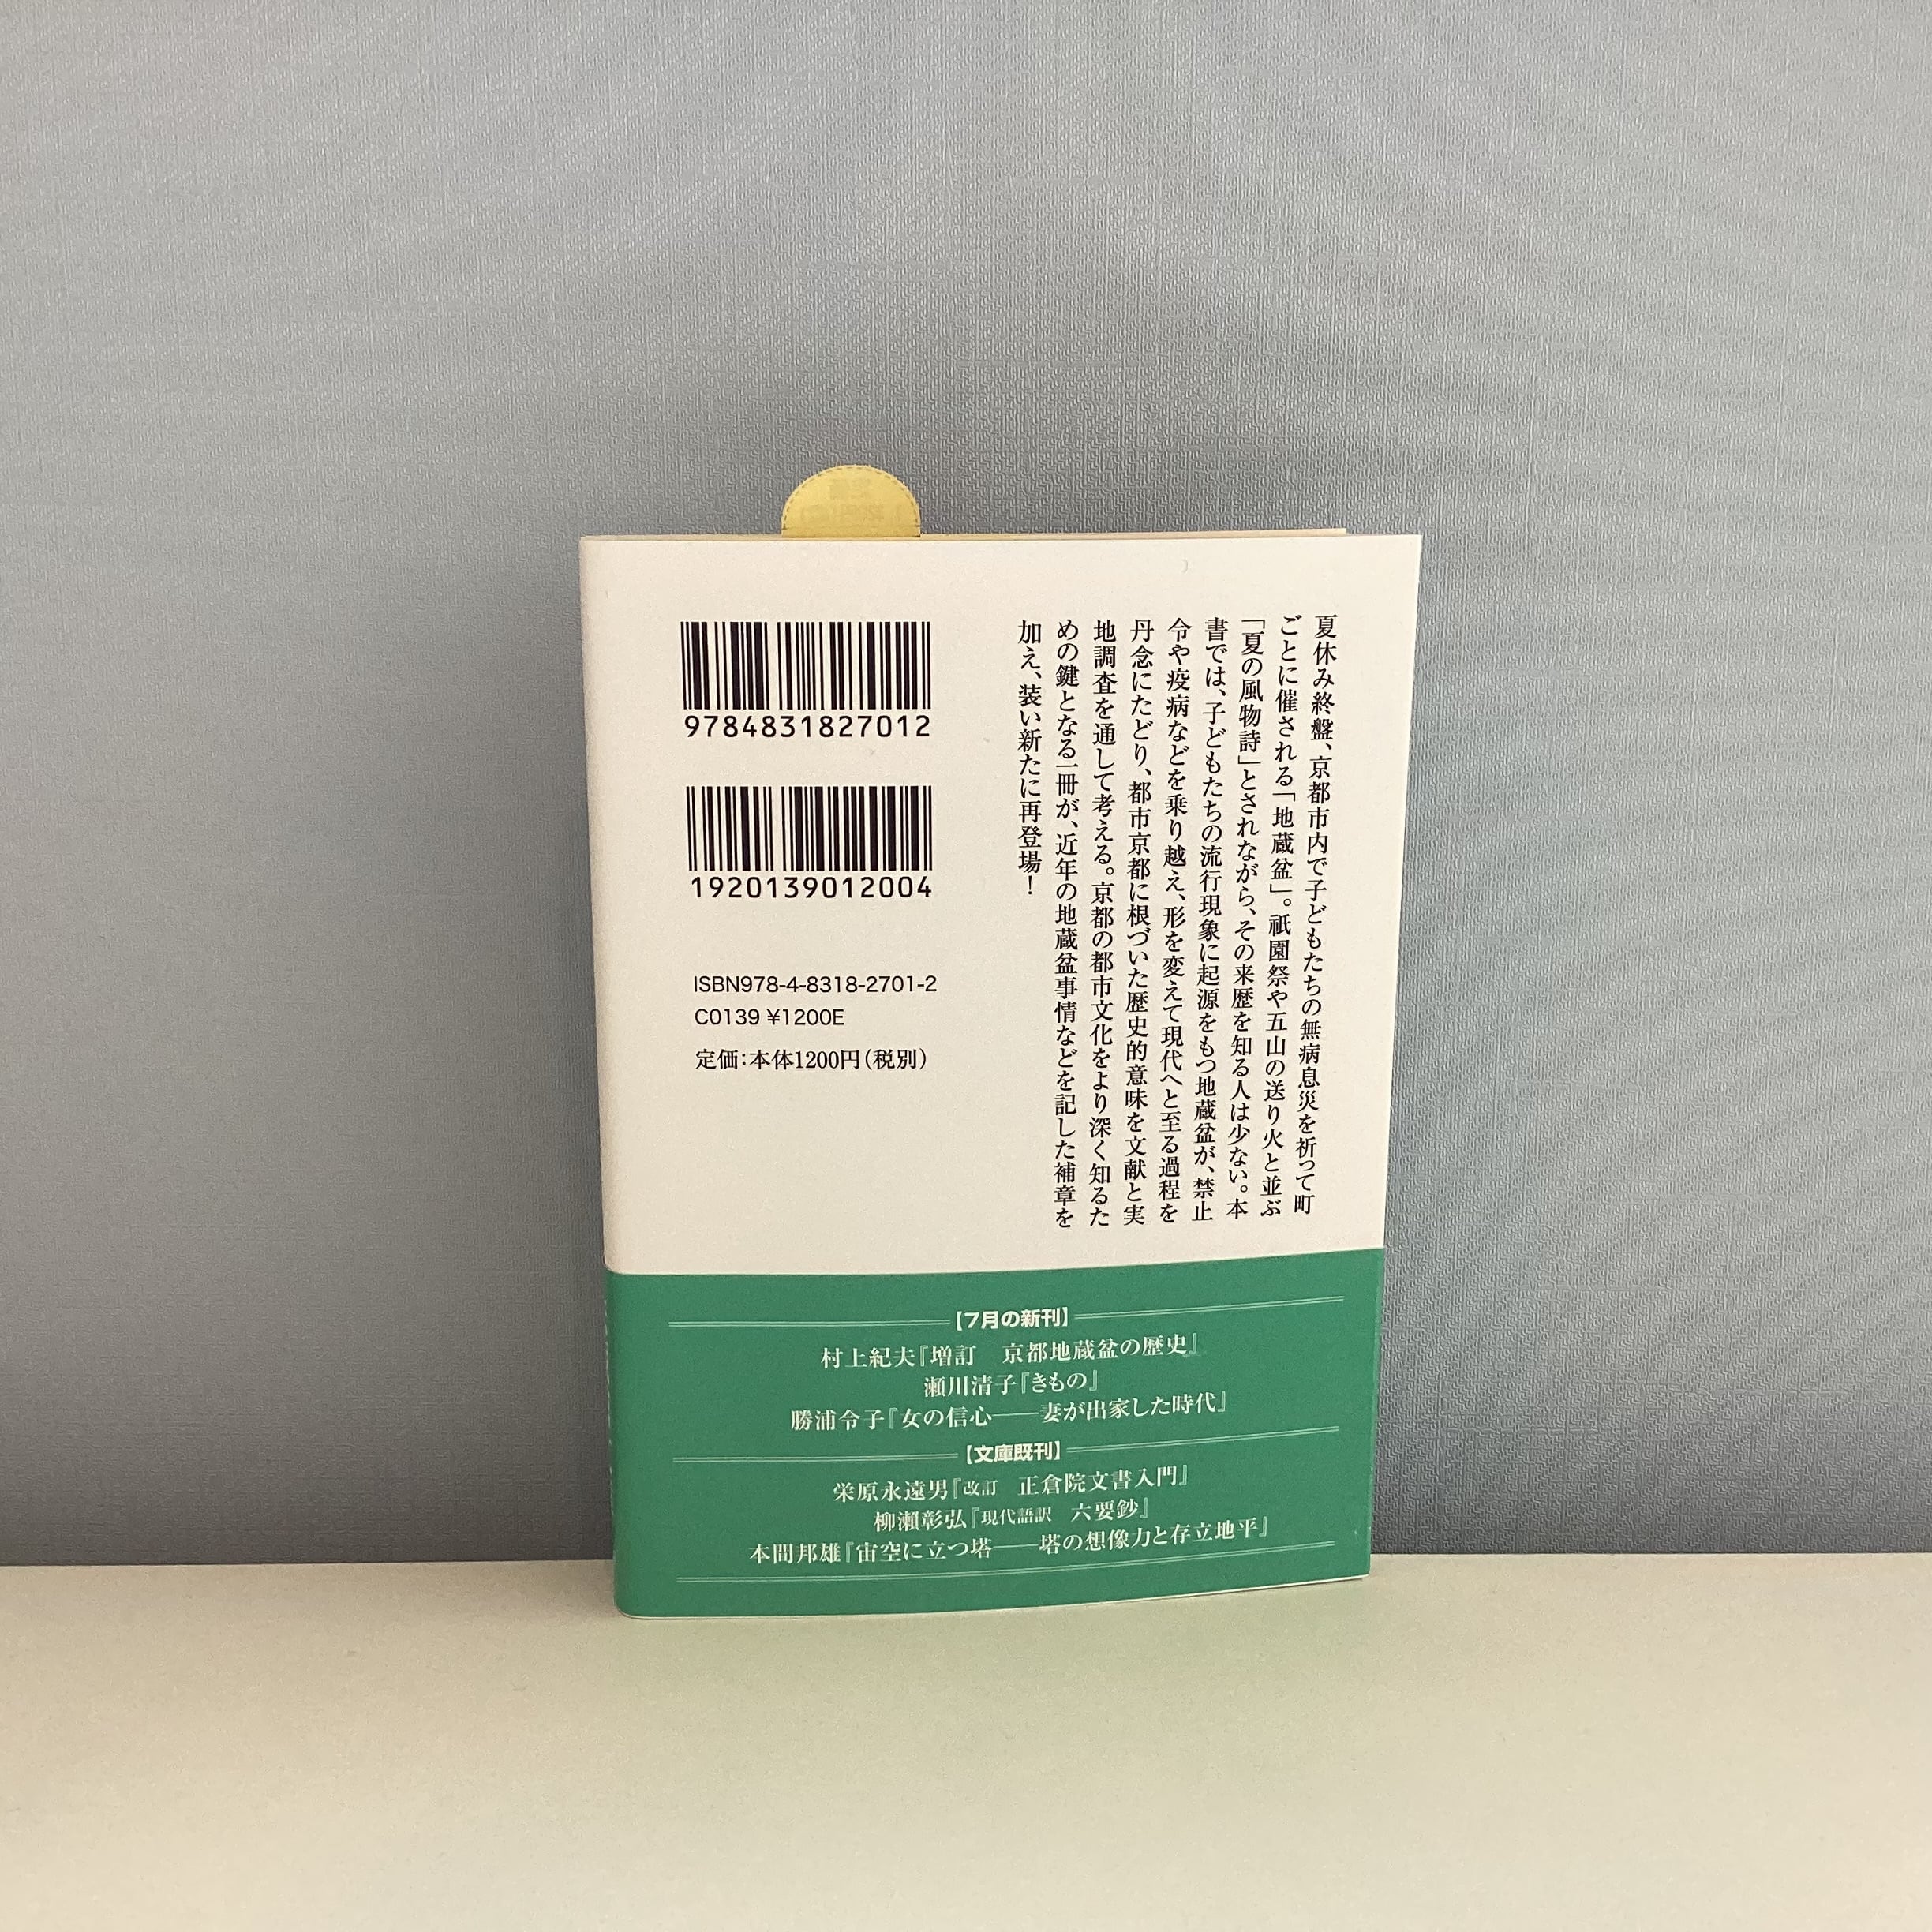 夏休み終盤、京都市内で子どもたちの無病息災を祈って町
ごとに催される「地蔵盆」。祇園祭や五山の送り火と並ぶ
「夏の風物詩」とされながら、その来歴を知る人は少ない。本
書では、子どもたちの流行現象に起源をもつ地蔵盆が、禁止
令や疫病などを乗り越え、形を変えて現代へと至る過程を
丹念にたどり、都市京都に根づいた歴史的意味を文献と実
地調査を通して考える。京都の都市文化をより深く知るた
めの鍵となる一冊が、近年の地蔵盆事情などを記した補章を
加え、装い新たに再登場！
9784831827012
1920139012004
ISBN978-4-8318-2701-2
C0139 ¥1200E
定価：本体1200円（税別）
【7月の新刊】
村上紀夫『増訂　京都地蔵盆の歴史』
瀬川清子『きもの』
勝浦令子『女の信心――妻が出家した時代』
【文庫既刊】
栄原永遠男『改訂　正倉院文書入門』
柳瀬彰弘『現代語訳　六要鈔』
本間邦雄『宙空に立つ塔――塔の想像力と存立地平』